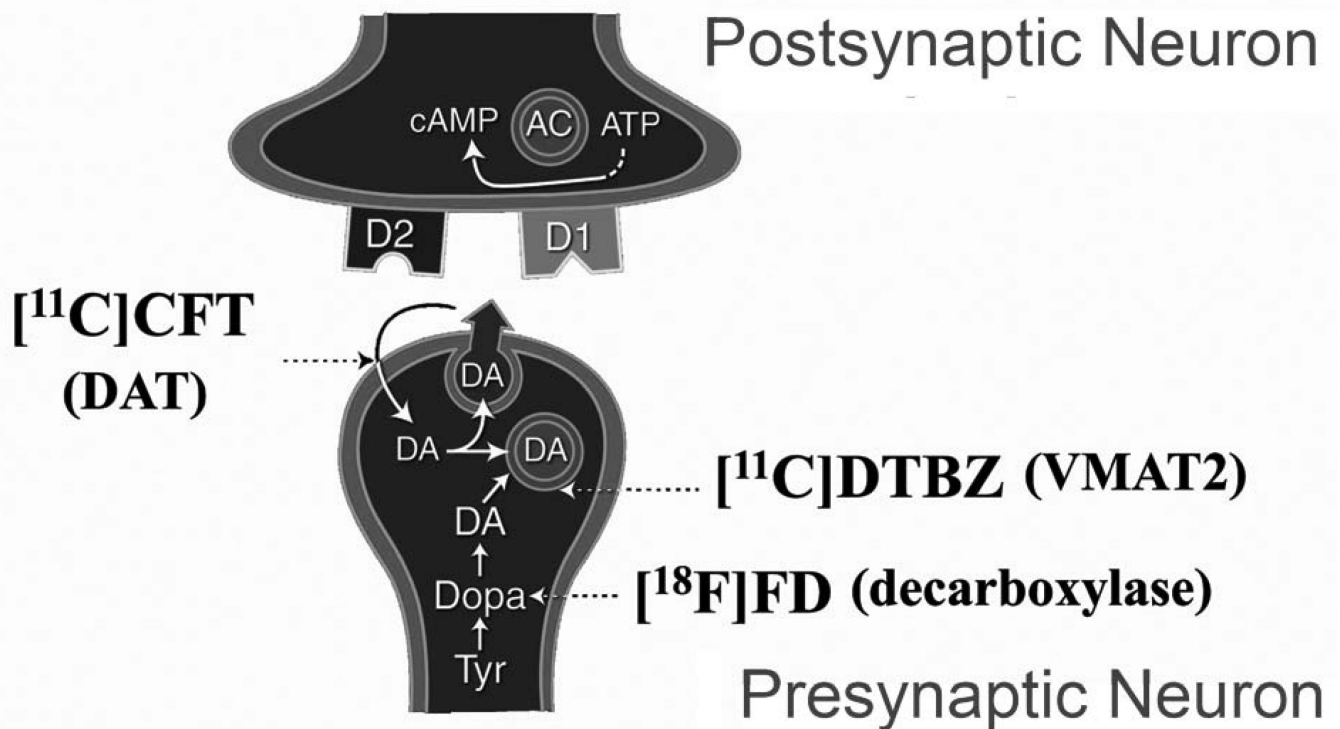 Postsynaptic Neuron
cAMP AC ATP
D2 D1
[¹¹C]CFT
(DAT)
DA
DA DA
[¹¹C]DTBZ (VMAT2)
DA
Dopa
[¹⁸F]FD (decarboxylase)
Tyr
Presynaptic Neuron